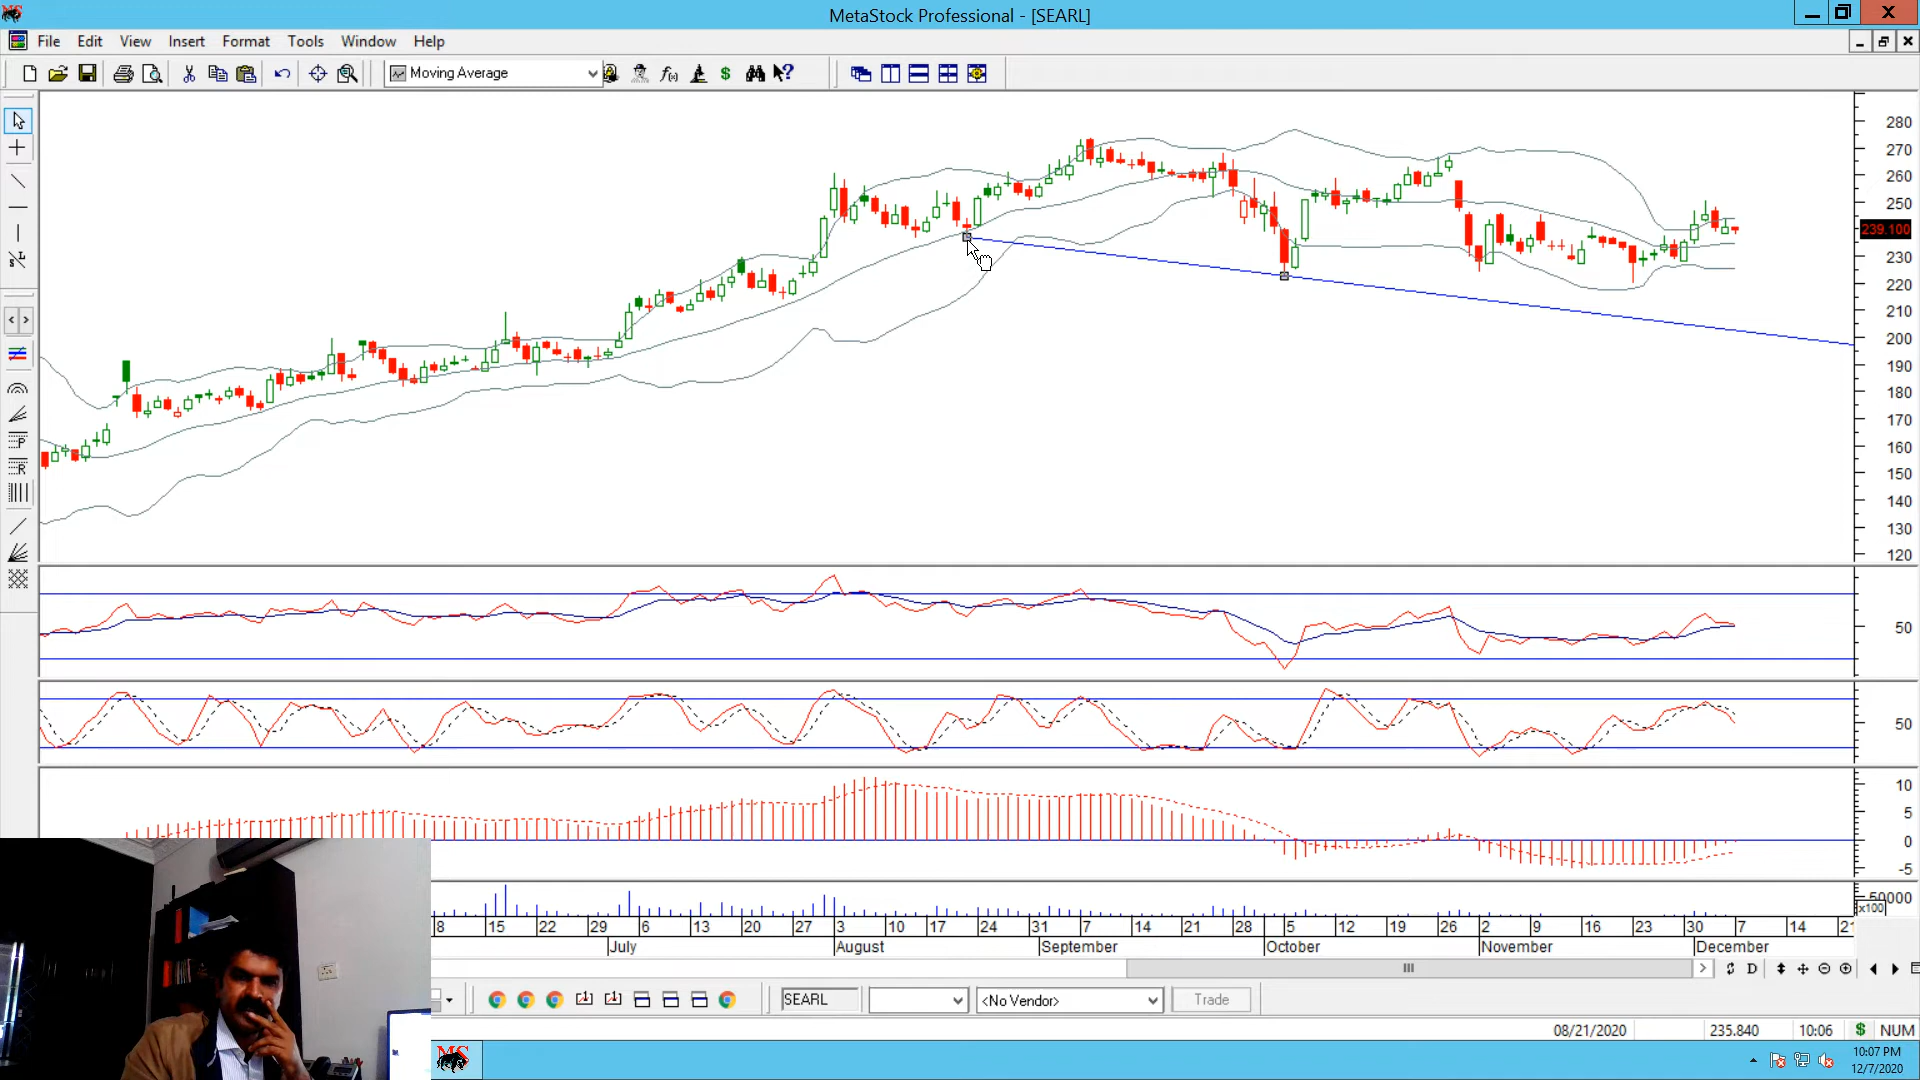 MetaStock Professional - [SEARL]
File Edit View Insert Format Tools Window Help
Moving Average
f(x) $ ?
280
270
260
250
239.100
230
220
210
200
190
180
170
160
150
140
130
120
50
50
10
5
0
-5
50000
x100
8 15 22 29 6 13 20 27 3 10 17 24 31 7 14 21 28 5 12 19 26 2 9 16 23 30 7 14 21
July August September October November December
D
SEARL <No Vendor> Trade
08/21/2020 235.840 10:06 $ NUM
MS
10:07 PM
12/7/2020